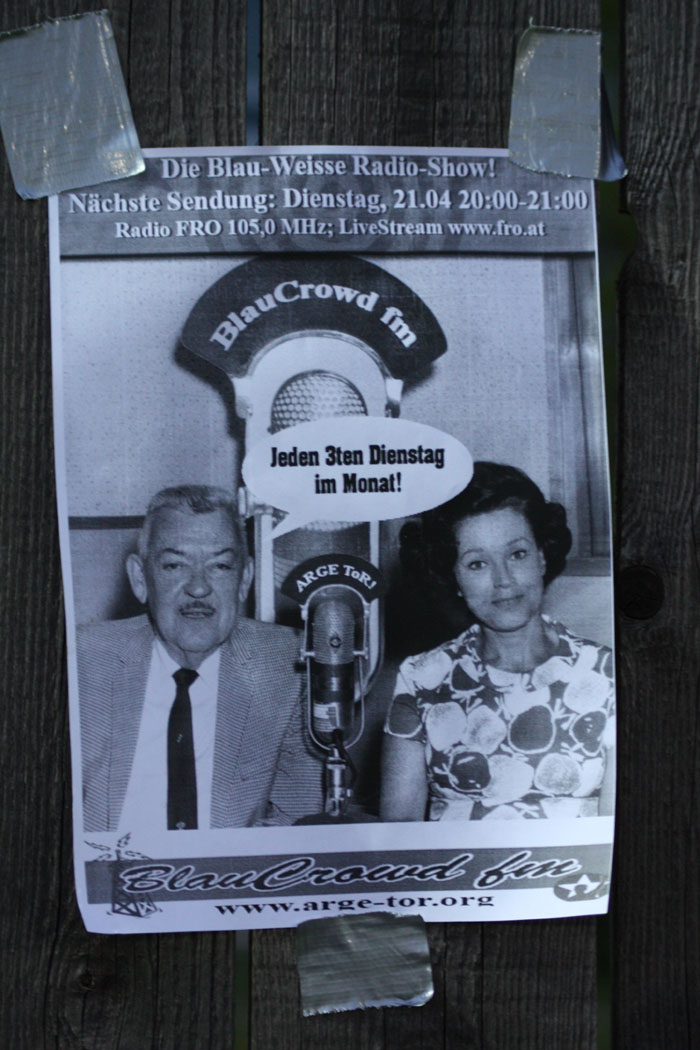 Die Blau-Weisse Radio-Show!
Nächste Sendung: Dienstag, 21.04 20:00-21:00
Radio FRO 105,0 MHz; LiveStream www.fro.at
BlauCrowd fm
Jeden 3ten Dienstag
im Monat!
ARGE ToR!
BlauCrowd fm
www.arge-tor.org